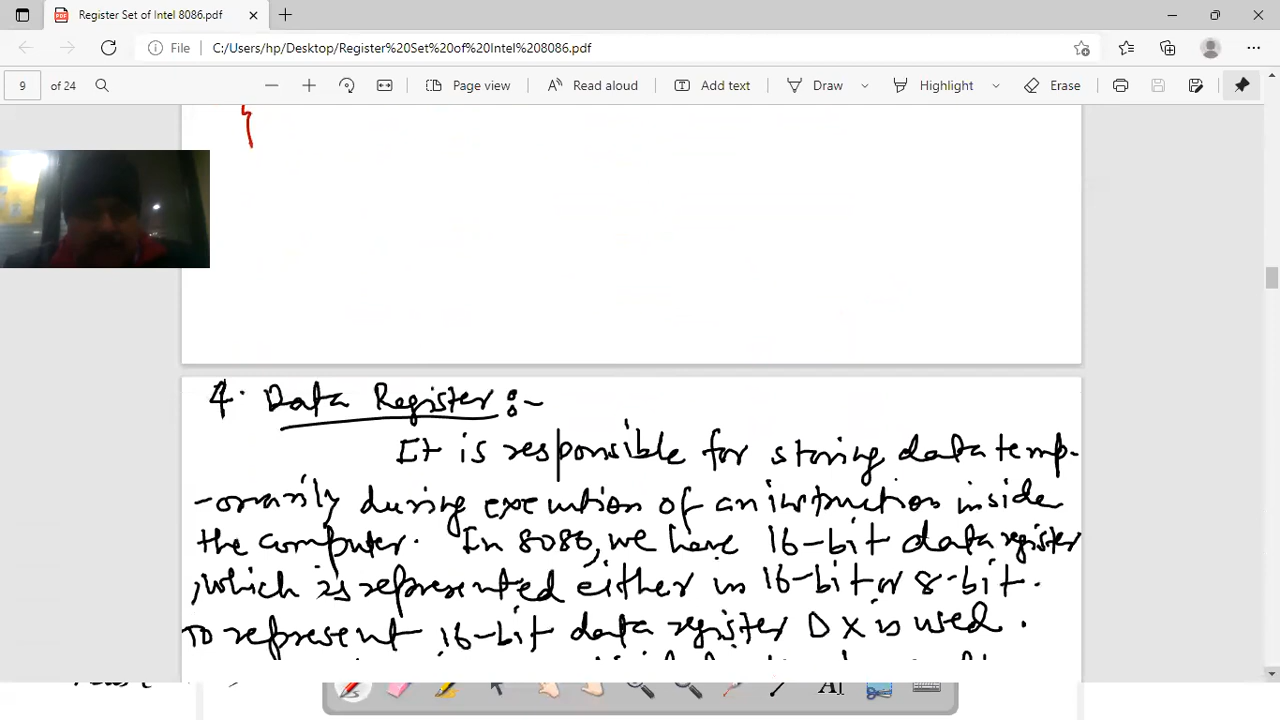 Register Set of Intel 8086.pdf
File C:/Users/hp/Desktop/Register%20Set%20of%20Intel%208086.pdf
9 of 24 Page view Read aloud Add text Draw Highlight Erase
4. Data Register :-
It is responsible for storing data temp-
-orarily during execution of an instruction inside
the computer. In 8086, we have 16-bit data register
, which is represented either in 16-bit or 8-bit.
To represent 16-bit data register DX is used.